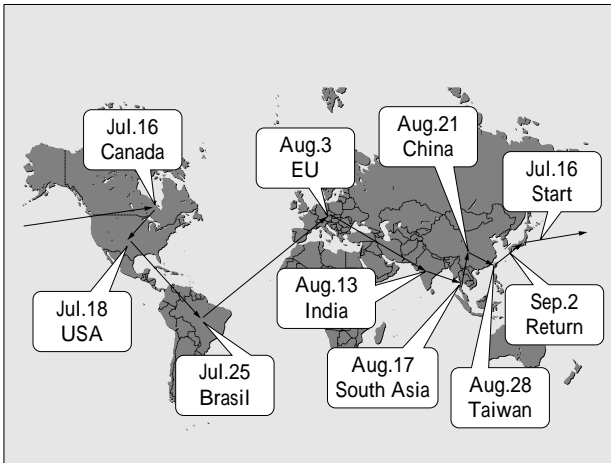 Jul.16
Canada
Aug.3
EU
Aug.21
China
Jul.16
Start
Jul.18
USA
Jul.25
Brasil
Aug.13
India
Aug.17
South Asia
Aug.28
Taiwan
Sep.2
Return